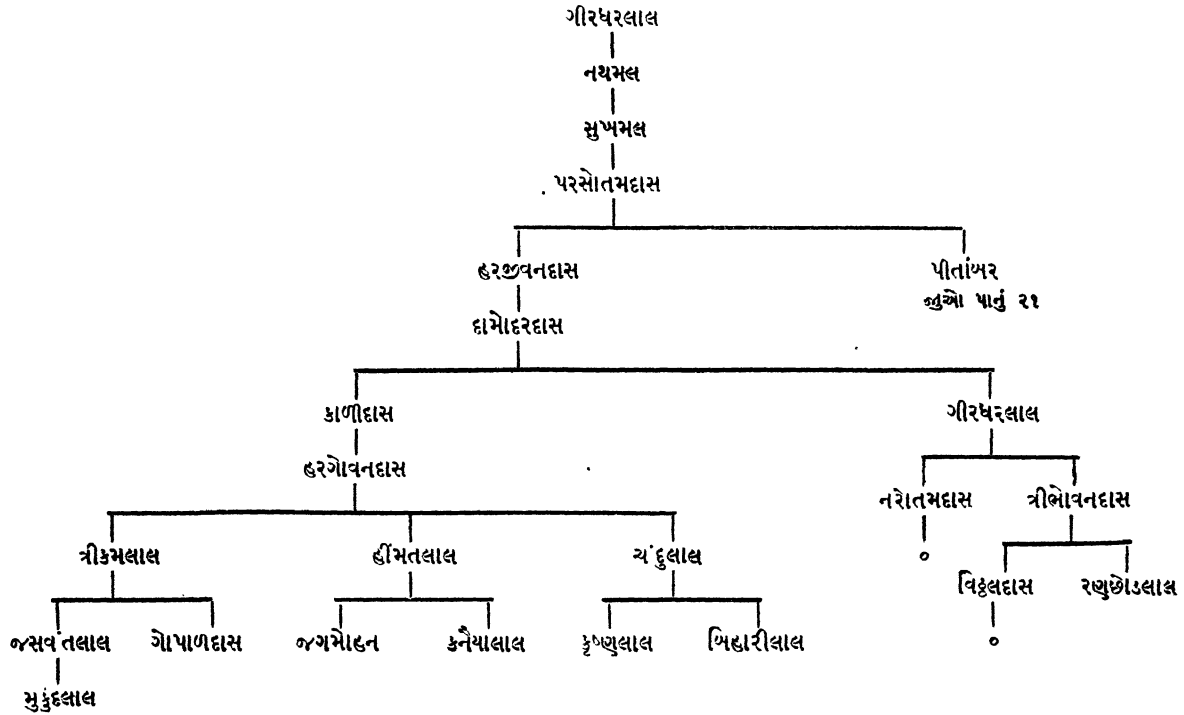 ગીરધરલાલ
નથમલ
સુખમલ
પરસોતમદાસ
હરજીવનદાસ પીતાંબર
જુઓ પાનું ૨૧
દામોદરદાસ
કાળીદાસ ગીરધરલાલ
હરગોવનદાસ
નરોતમદાસ ત્રીભોવનદાસ
ત્રીકમલાલ હીંમતલાલ ચંદુલાલ ૦
વિઠ્ઠલદાસ રણછોડલાલ
જસવંતલાલ ગોપાળદાસ જગમોહન કનૈયાલાલ કૃષ્ણલાલ બિહારીલાલ ૦
મુકુંદલાલ